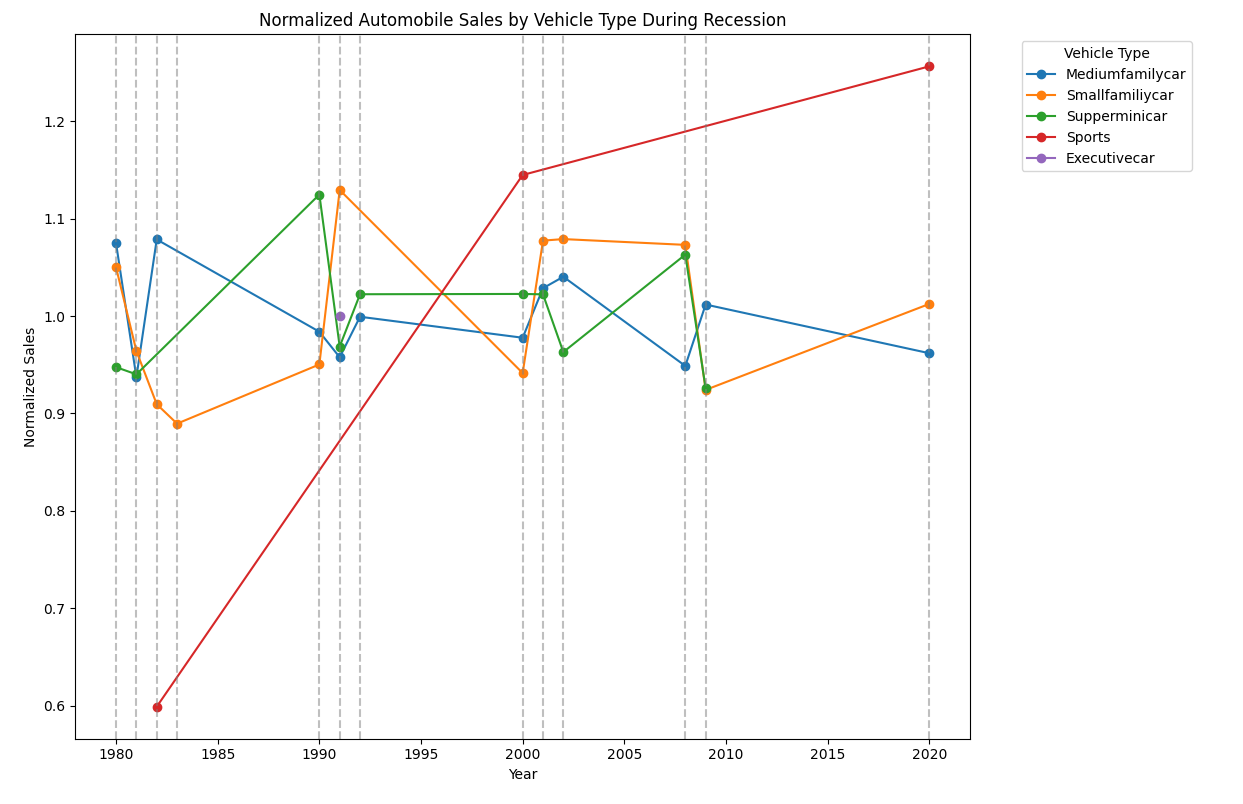 Normalized Automobile Sales by Vehicle Type During Recession
Vehicle Type
Mediumfamilycar
Smallfamiliycar
Supperminicar
Sports
Executivecar
Normalized Sales
1.2
1.1
1.0
0.9
0.8
0.7
0.6
1980 1985 1990 1995 2000 2005 2010 2015 2020
Year